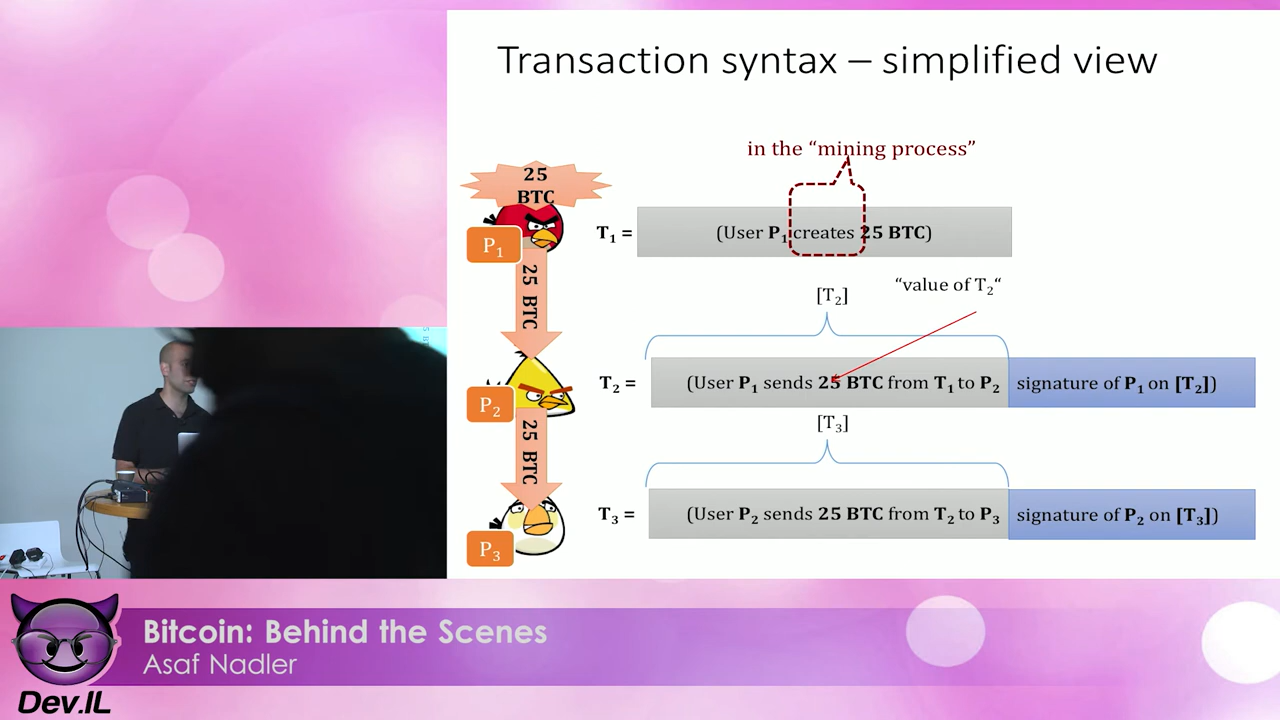 Transaction syntax – simplified view
in the “mining process”
25
BTC
P1
T1 =
(User P1 creates 25 BTC)
25 BTC
[T2]
“value of T2“
P2
T2 =
(User P1 sends 25 BTC from T1 to P2
signature of P1 on [T2])
25 BTC
[T3]
P3
T3 =
(User P2 sends 25 BTC from T2 to P3
signature of P2 on [T3])
Bitcoin: Behind the Scenes
Asaf Nadler
Dev.IL